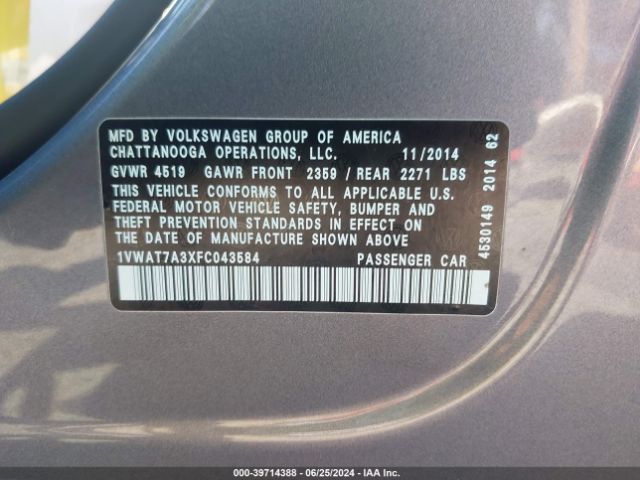 MFD BY VOLKSWAGEN GROUP OF AMERICA
CHATTANOOGA OPERATIONS, LLC. 11/2014
GVWR 4519 GAWR FRONT 2359 / REAR 2271 LBS
THIS VEHICLE CONFORMS TO ALL APPLICABLE U.S.
FEDERAL MOTOR VEHICLE SAFETY, BUMPER AND
THEFT PREVENTION STANDARDS IN EFFECT ON THE
DATE OF MANUFACTURE SHOWN ABOVE.
1VWAT7A3XFC043584 PASSENGER CAR
4530149 2014 62
000-39714388 - 06/25/2024 - IAA Inc.